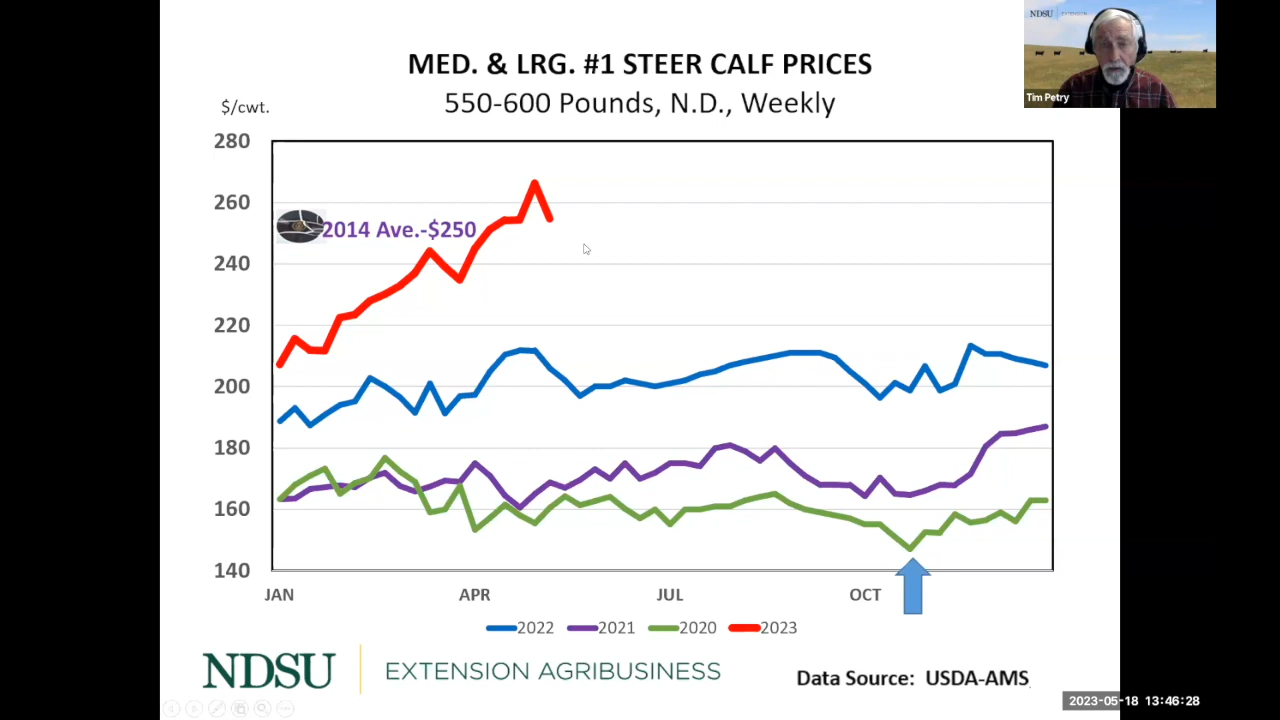 NDSU EXTENSION
Tim Petry
MED. & LRG. #1 STEER CALF PRICES
550-600 Pounds, N.D., Weekly
$/cwt.
280
260
240
220
200
180
160
140
2014 Ave.-$250
JAN APR JUL OCT
2022 2021 2020 2023
NDSU EXTENSION AGRIBUSINESS
Data Source: USDA-AMS
2023-05-18 13:46:28